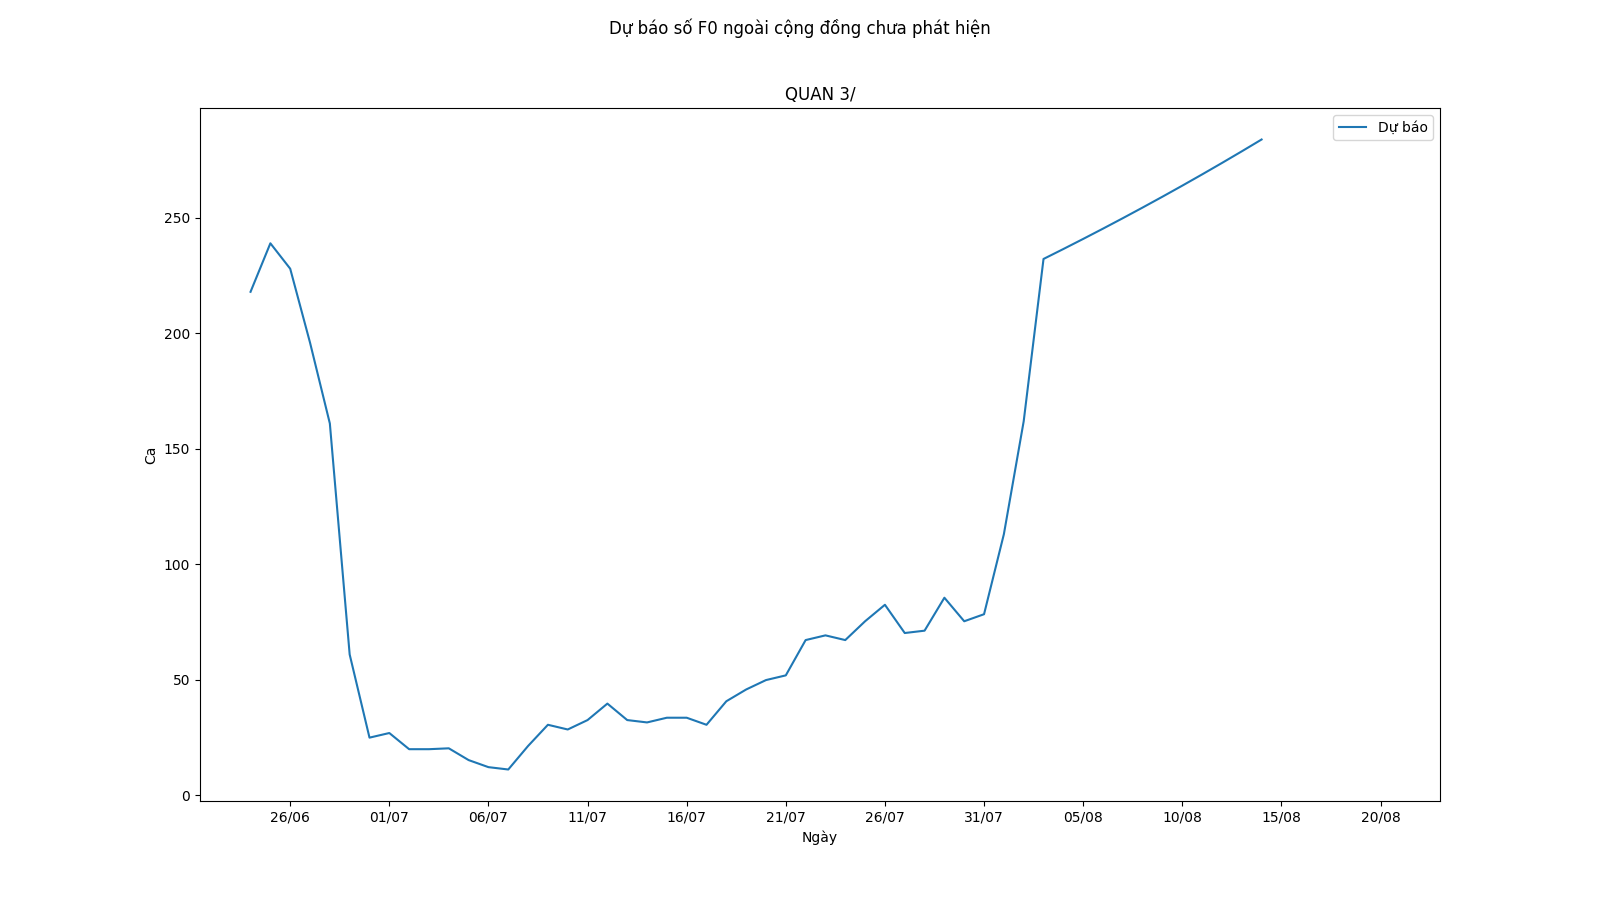 Dự báo số F0 ngoài cộng đồng chưa phát hiện
QUAN 3/
Dự báo
250
200
150
100
50
0
Ca
26/06 01/07 06/07 11/07 16/07 21/07 26/07 31/07 05/08 10/08 15/08 20/08
Ngày